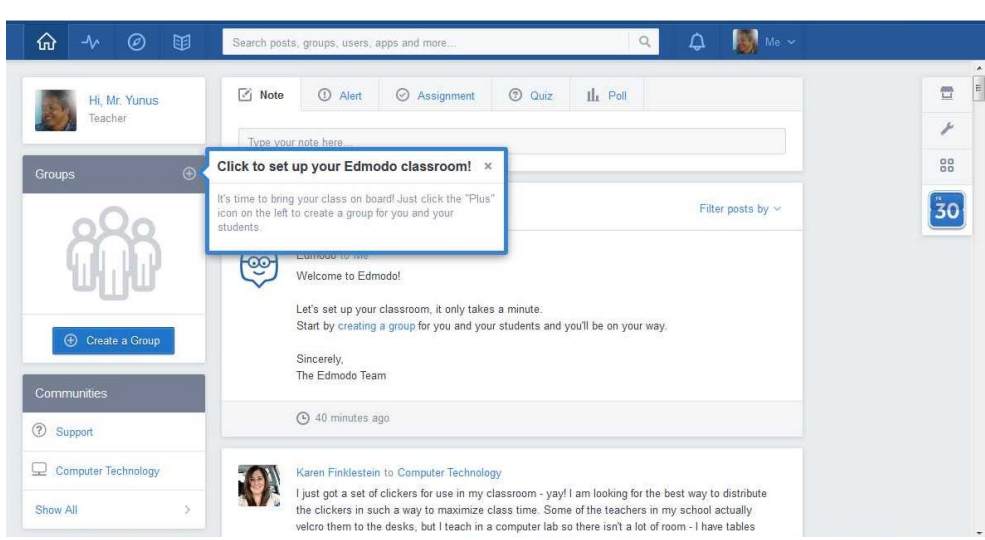 Search posts, groups, users, apps and more...
Me
Hi, Mr. Yunus
Teacher
Groups
Create a Group
Communities
Support
Computer Technology
Show All
Note
Alert
Assignment
Quiz
Poll
Type your note here...
Click to set up your Edmodo classroom! ×
It's time to bring your class on board! Just click the "Plus"
icon on the left to create a group for you and your
students.
Filter posts by
Edmodo to Me
Welcome to Edmodo!
Let's set up your classroom, it only takes a minute.
Start by creating a group for you and your students and you'll be on your way.
Sincerely,
The Edmodo Team
40 minutes ago
Karen Finklestein to Computer Technology
I just got a set of clickers for use in my classroom - yay! I am looking for the best way to distribute
the clickers in such a way to maximize class time. Some of the teachers in my school actually
velcro them to the desks, but I teach in a computer lab so there isn't a lot of room - I have tables
30